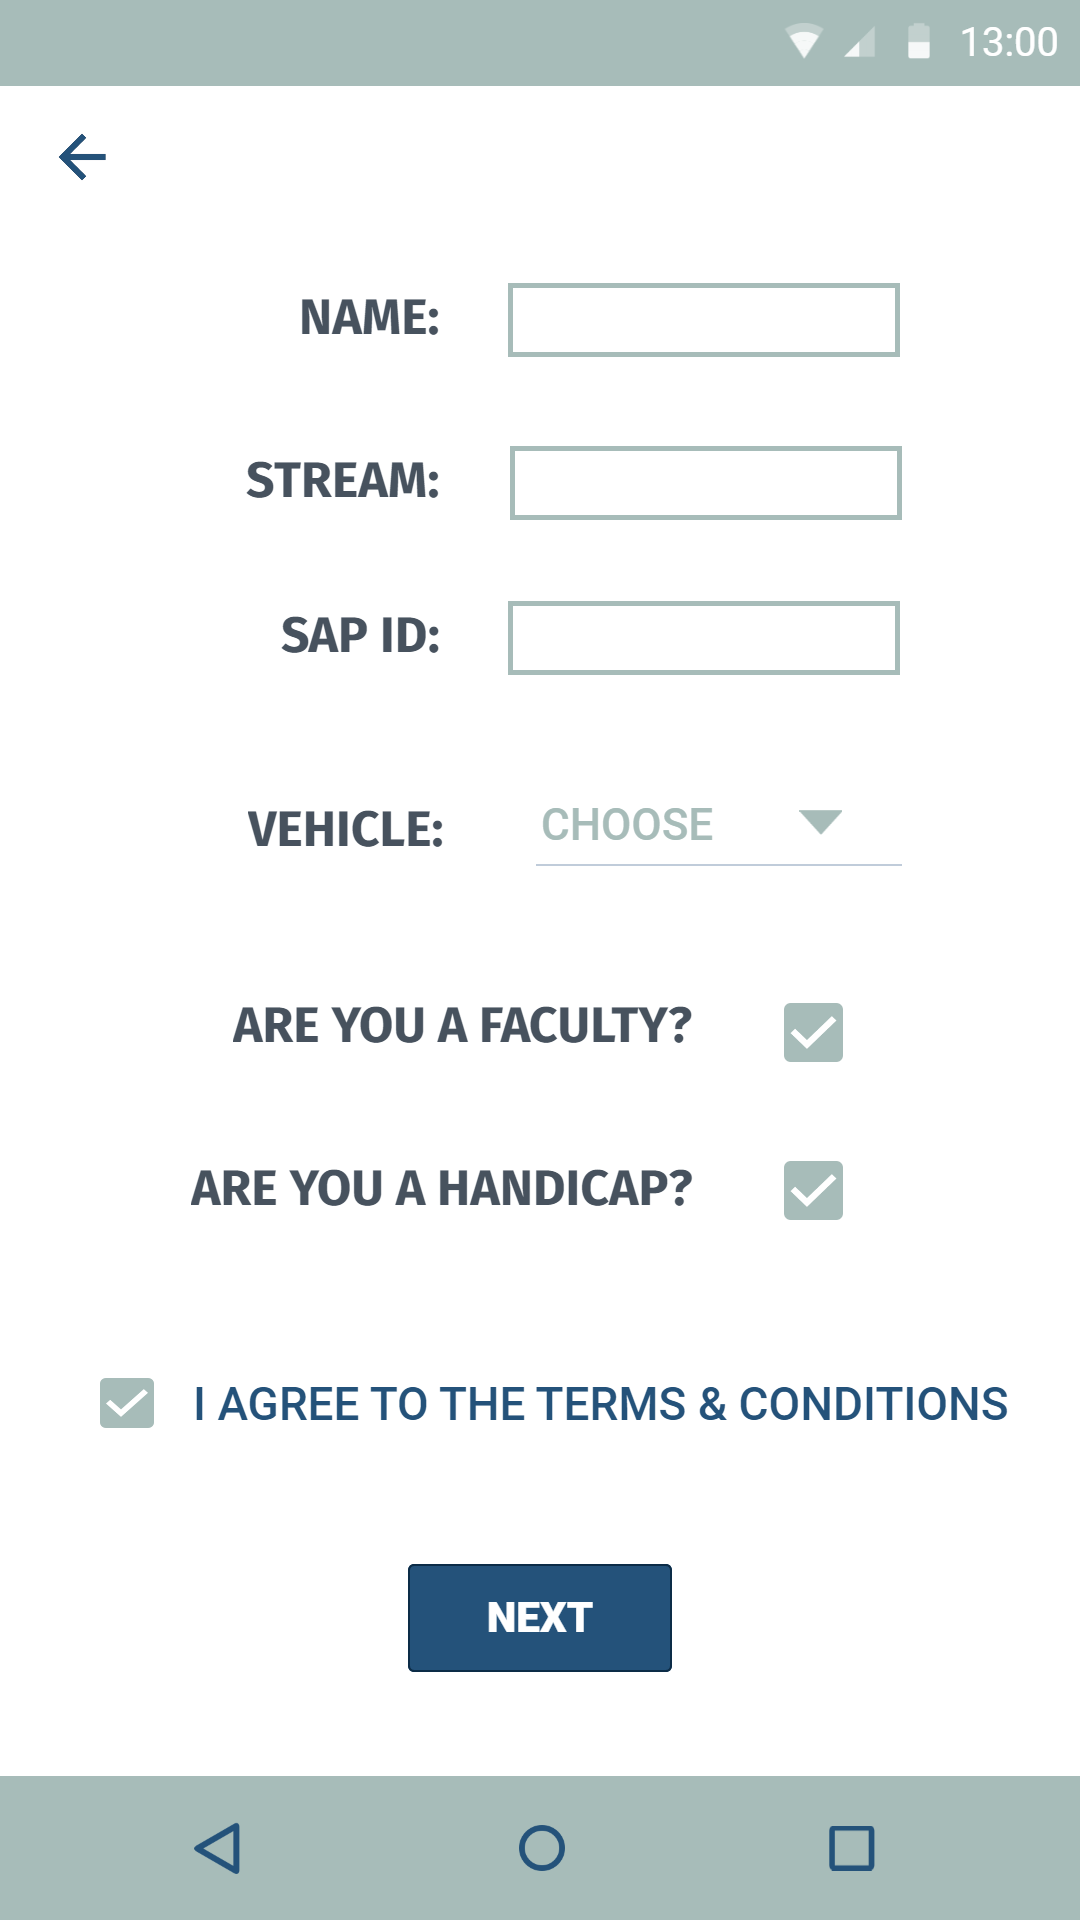 13:00
NAME:
STREAM:
SAP ID:
VEHICLE: CHOOSE
ARE YOU A FACULTY?
ARE YOU A HANDICAP?
I AGREE TO THE TERMS & CONDITIONS
NEXT